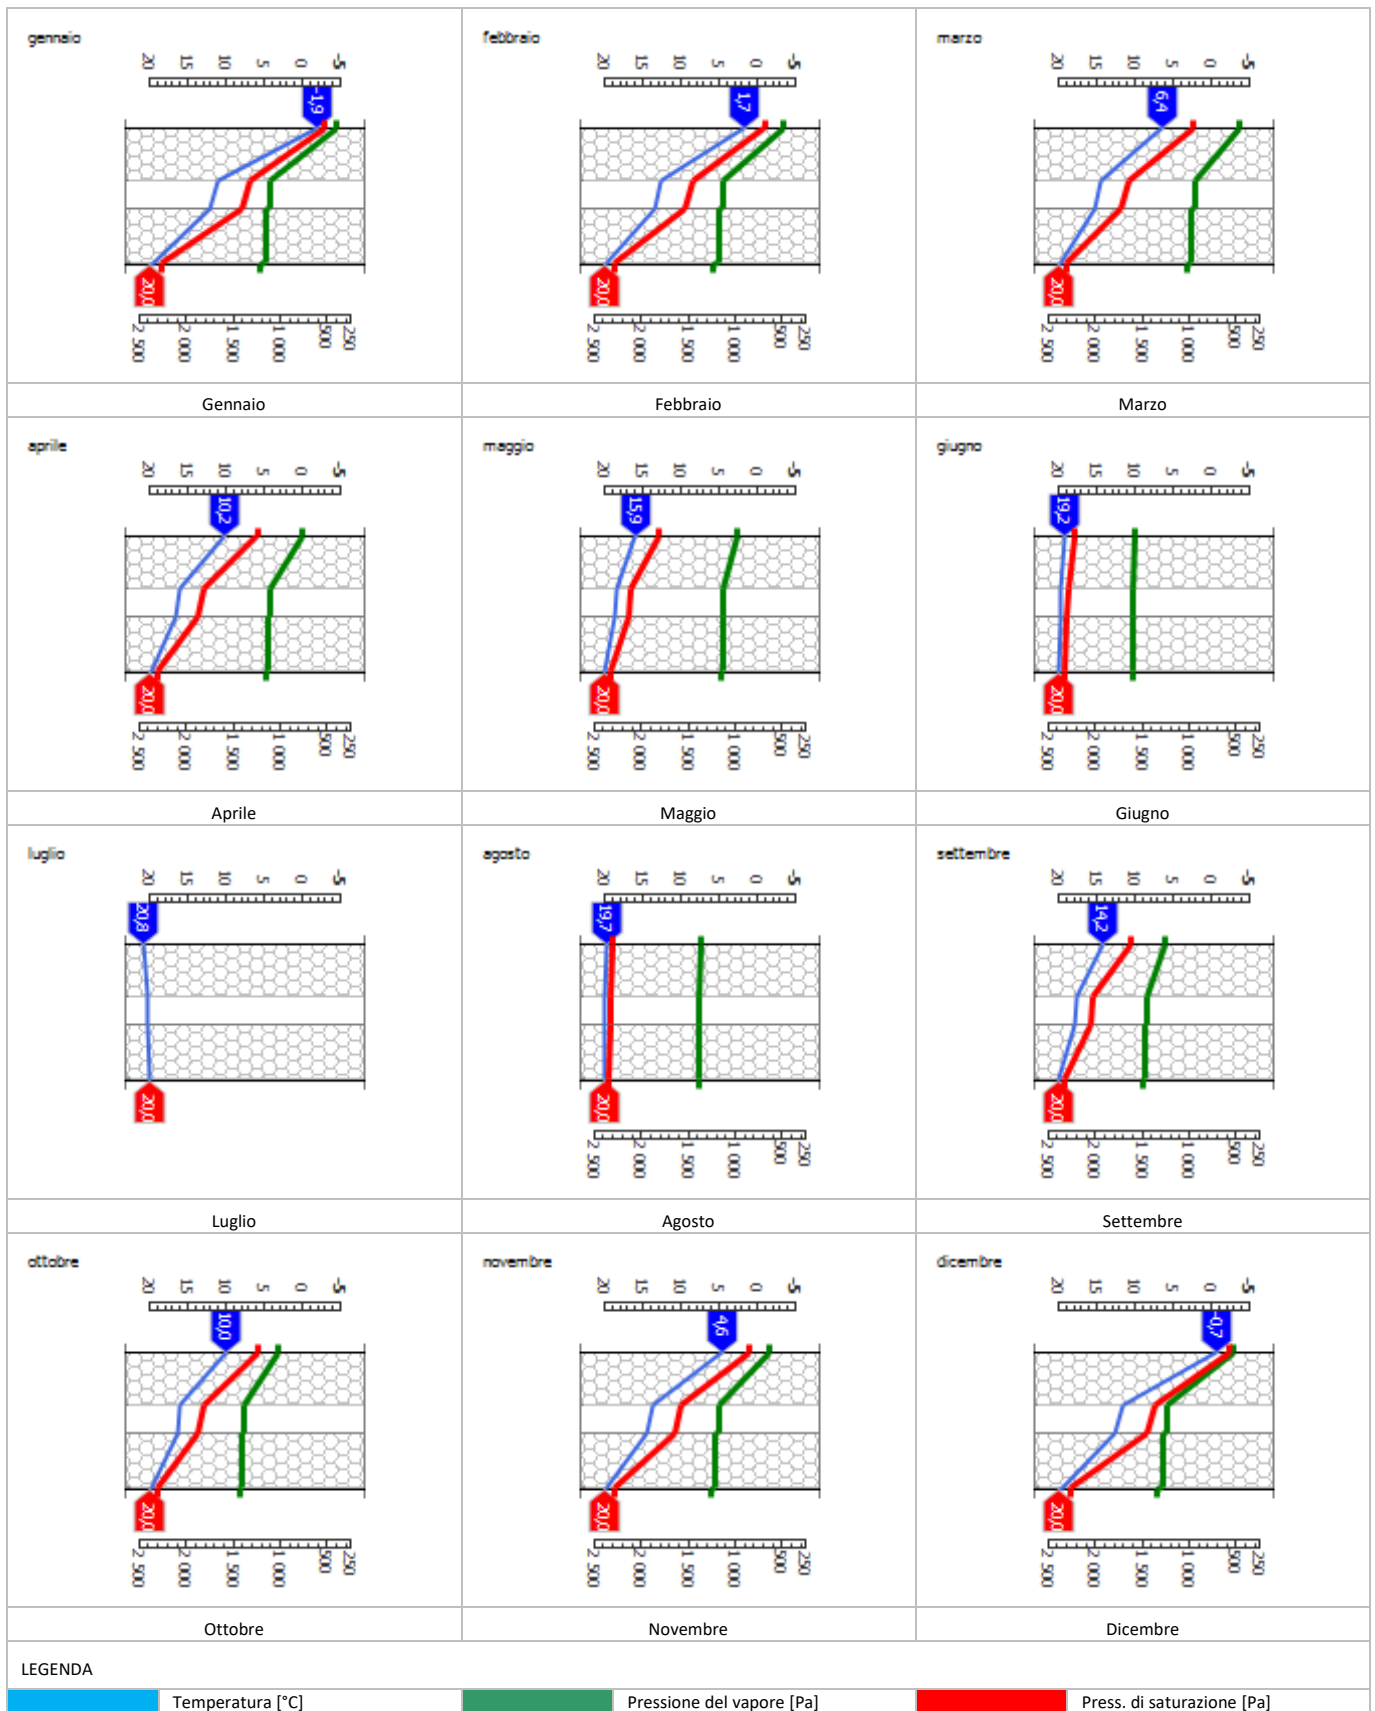 gennaio febbraio marzo
20 15 10 5 0 -5 20 15 10 5 0 -5 20 15 10 5 0 -5
-1,9 1,7 6,4
20,0 20,0 20,0
2 500 2 000 1 500 1 000 500 250 2 500 2 000 1 500 1 000 500 250 2 500 2 000 1 500 1 000 500 250
Gennaio Febbraio Marzo
aprile maggio giugno
20 15 10 5 0 -5 20 15 10 5 0 -5 20 15 10 5 0 -5
10,2 15,9 19,2
20,0 20,0 20,0
2 500 2 000 1 500 1 000 500 250 2 500 2 000 1 500 1 000 500 250 2 500 2 000 1 500 1 000 500 250
Aprile Maggio Giugno
luglio agosto settembre
20 15 10 5 0 -5 20 15 10 5 0 -5 20 15 10 5 0 -5
20,8 19,7 14,2
20,0 20,0 20,0
2 500 2 000 1 500 1 000 500 250 2 500 2 000 1 500 1 000 500 250
Luglio Agosto Settembre
ottobre novembre dicembre
20 15 10 5 0 -5 20 15 10 5 0 -5 20 15 10 5 0 -5
10,0 4,6 -0,7
20,0 20,0 20,0
2 500 2 000 1 500 1 000 500 250 2 500 2 000 1 500 1 000 500 250 2 500 2 000 1 500 1 000 500 250
Ottobre Novembre Dicembre
LEGENDA
Temperatura [°C] Pressione del vapore [Pa] Press. di saturazione [Pa]